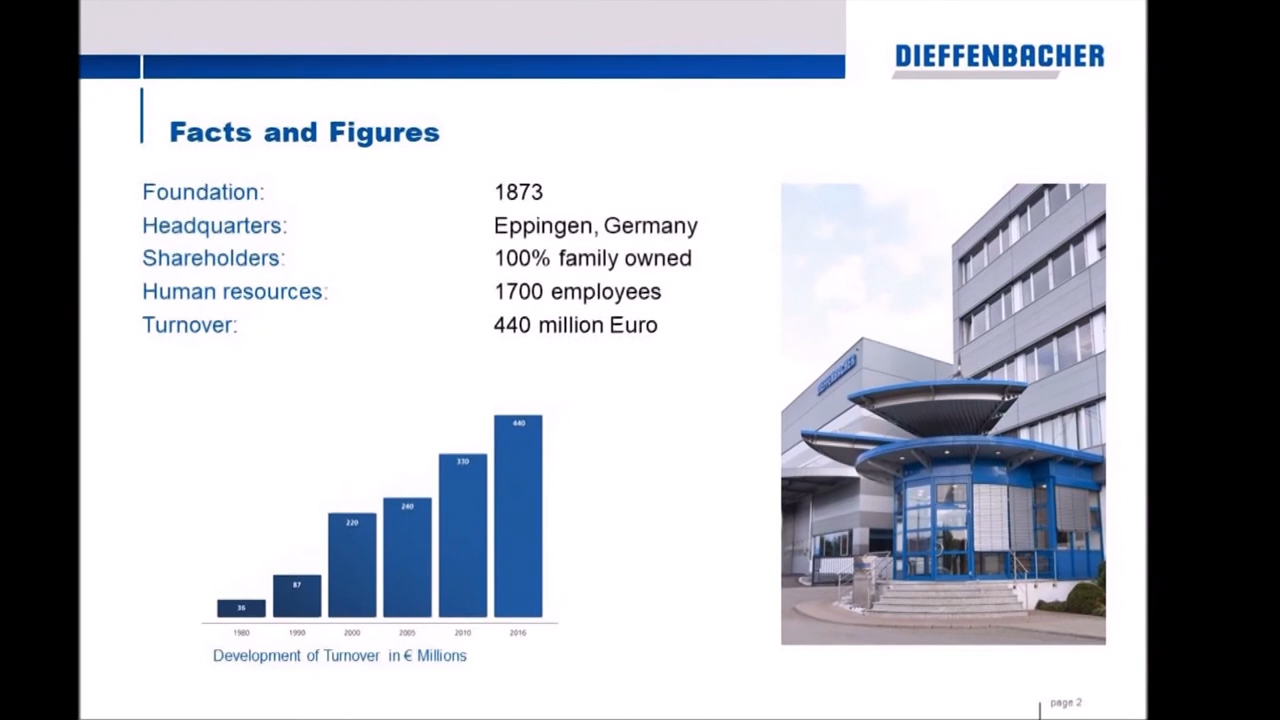 DIEFFENBACHER
Facts and Figures
Foundation: 1873
Headquarters: Eppingen, Germany
Shareholders: 100% family owned
Human resources: 1700 employees
Turnover: 440 million Euro
DIEFFENBACHER
440
330
240
220
87
36
1980 1990 2000 2005 2010 2016
Development of Turnover in € Millions
page 2